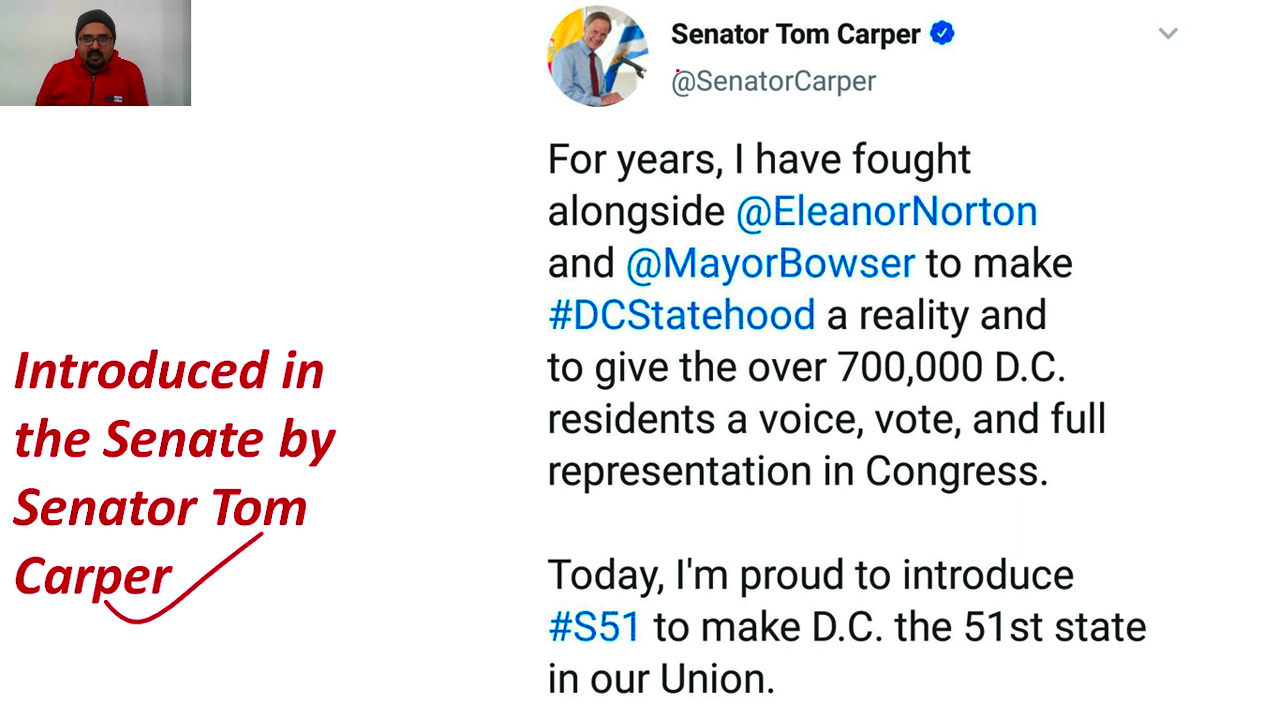 Introduced in
the Senate by
Senator Tom
Carper
Senator Tom Carper
@SenatorCarper
For years, I have fought
alongside @EleanorNorton
and @MayorBowser to make
#DCStatehood a reality and
to give the over 700,000 D.C.
residents a voice, vote, and full
representation in Congress.
Today, I'm proud to introduce
#S51 to make D.C. the 51st state
in our Union.